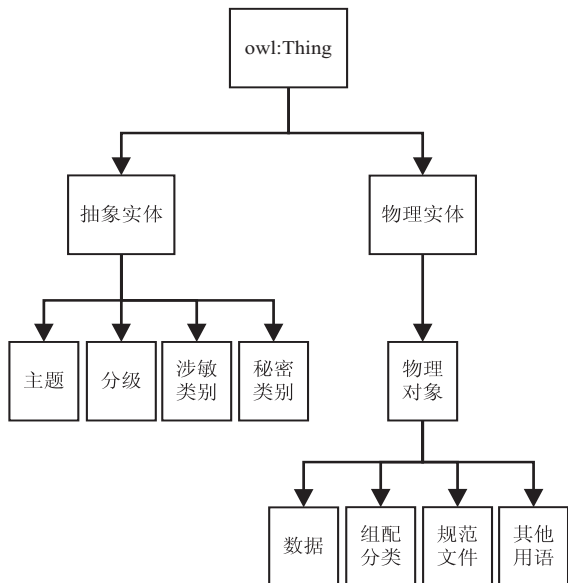 owl:Thing
抽象实体
物理实体
主题
分级
涉敏
类别
秘密
类别
物理
对象
数据
组配
分类
规范
文件
其他
用语